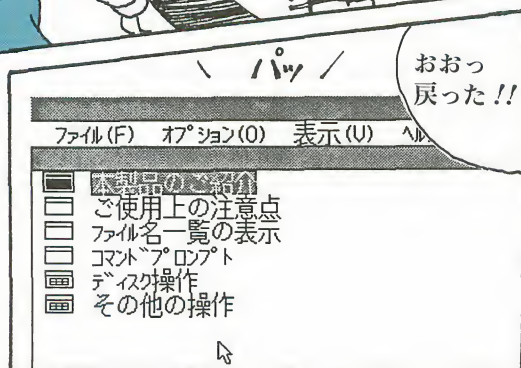 パッ
おおっ
戻った!!
ファイル(F) オプション(O) 表示(V) ヘル
本製品のご紹介
ご使用上の注意点
ファイル名一覧の表示
コマンドプロンプト
ディスク操作
その他の操作